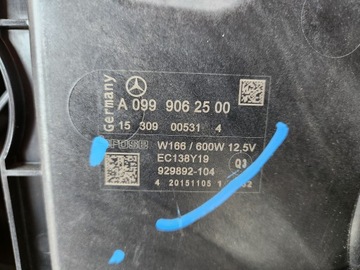 Germany
A 099 906 25 00
15 309 00531 4
W166 / 600W 12,5V
EC138Y19
Q3
929892-104
4 20151105 1